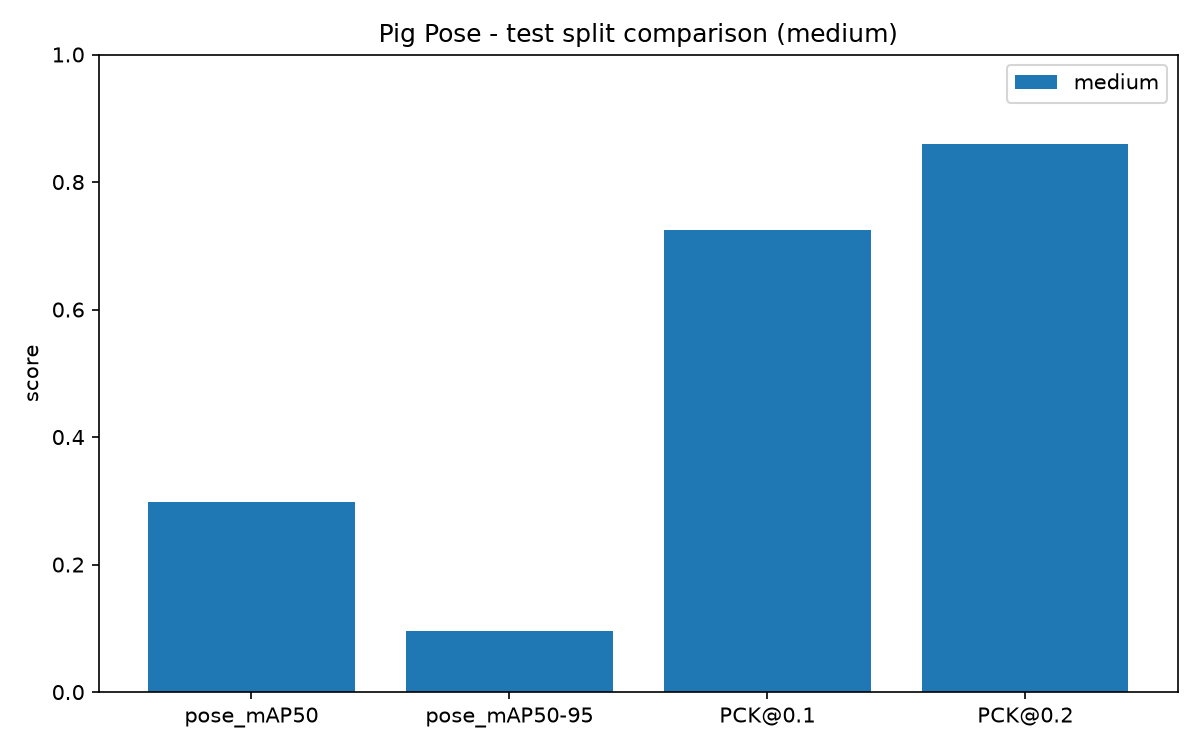 Pig Pose - test split comparison (medium)
medium
1.0
0.8
0.6
0.4
0.2
0.0
score
pose_mAP50
pose_mAP50-95
PCK@0.1
PCK@0.2